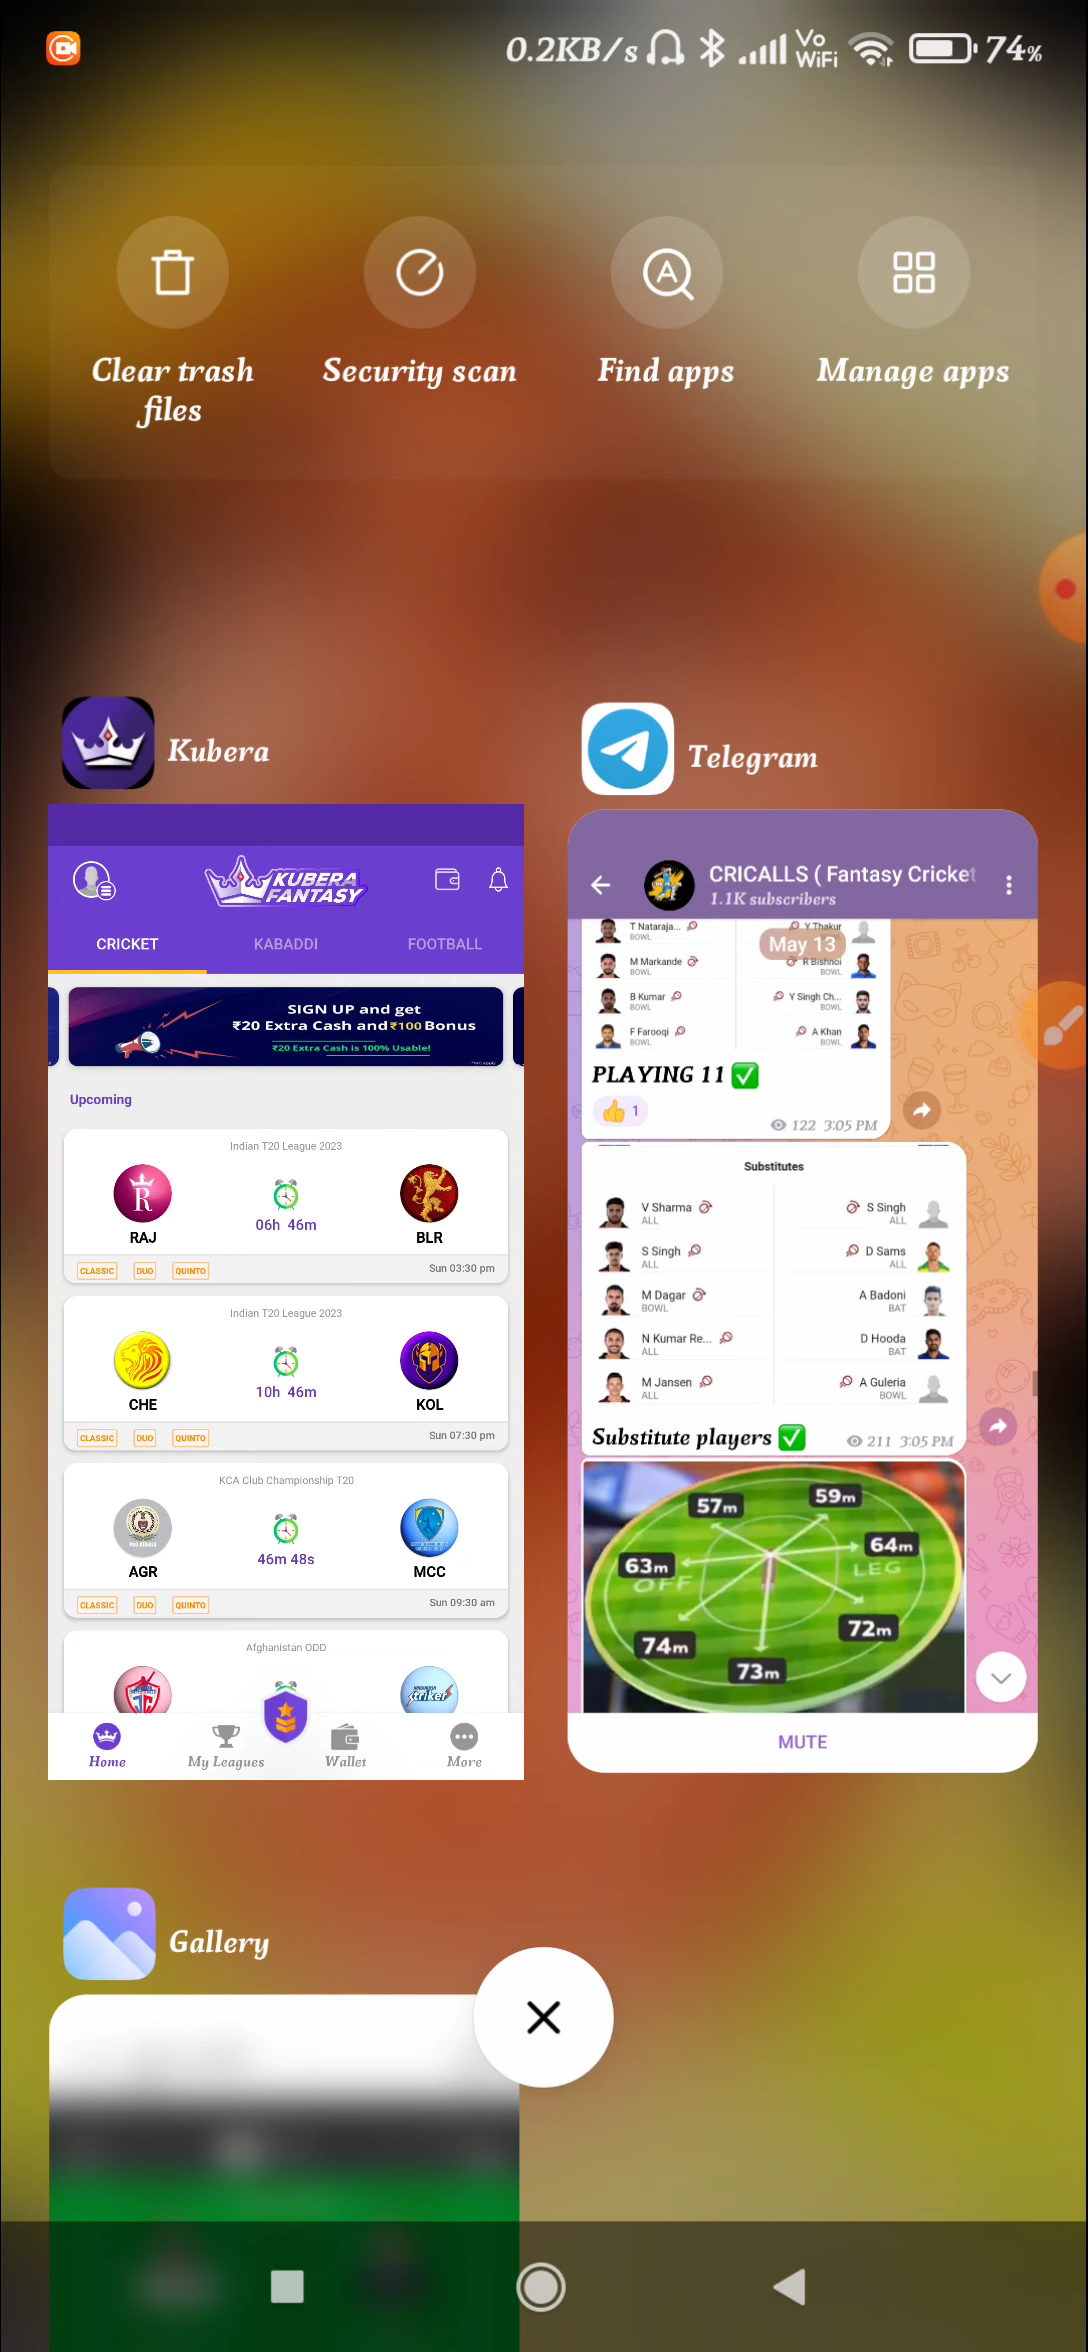 0.2KB/s Vo WiFi 74%
Clear trash files
Security scan
Find apps
Manage apps
Kubera
KUBERA FANTASY
CRICKET KABADDI FOOTBALL
SIGN UP and get
₹20 Extra Cash and ₹100 Bonus
₹20 Extra Cash is 100% Usable!
Upcoming
Indian T20 League 2023
RAJ 06h 46m BLR
CLASSIC DUO QUINTO Sun 03:30 pm
Indian T20 League 2023
CHE 10h 46m KOL
CLASSIC DUO QUINTO Sun 07:30 pm
KCA Club Championship T20
AGR 46m 48s MCC
CLASSIC DUO QUINTO Sun 09:30 am
Afghanistan ODD
Striker
Home My Leagues Wallet More
Telegram
CRICALLS ( Fantasy Cricket
1.1K subscribers
May 13
T Nataraja... Y Thakur
BOWL
M Markande R Bishnoi
BOWL BOWL
B Kumar Y Singh Ch...
BOWL BOWL
F Farooqi A Khan
BOWL BOWL
PLAYING 11 ✅
👍 1
122 3:05 PM
Substitutes
V Sharma S Singh
ALL ALL
S Singh D Sams
ALL ALL
M Dagar A Badoni
BOWL BAT
N Kumar Re... D Hooda
ALL BAT
M Jansen A Guleria
ALL BOWL
Substitute players ✅ 211 3:05 PM
57m 59m
63m 64m
OFF LEG
74m 72m
73m
MUTE
Gallery